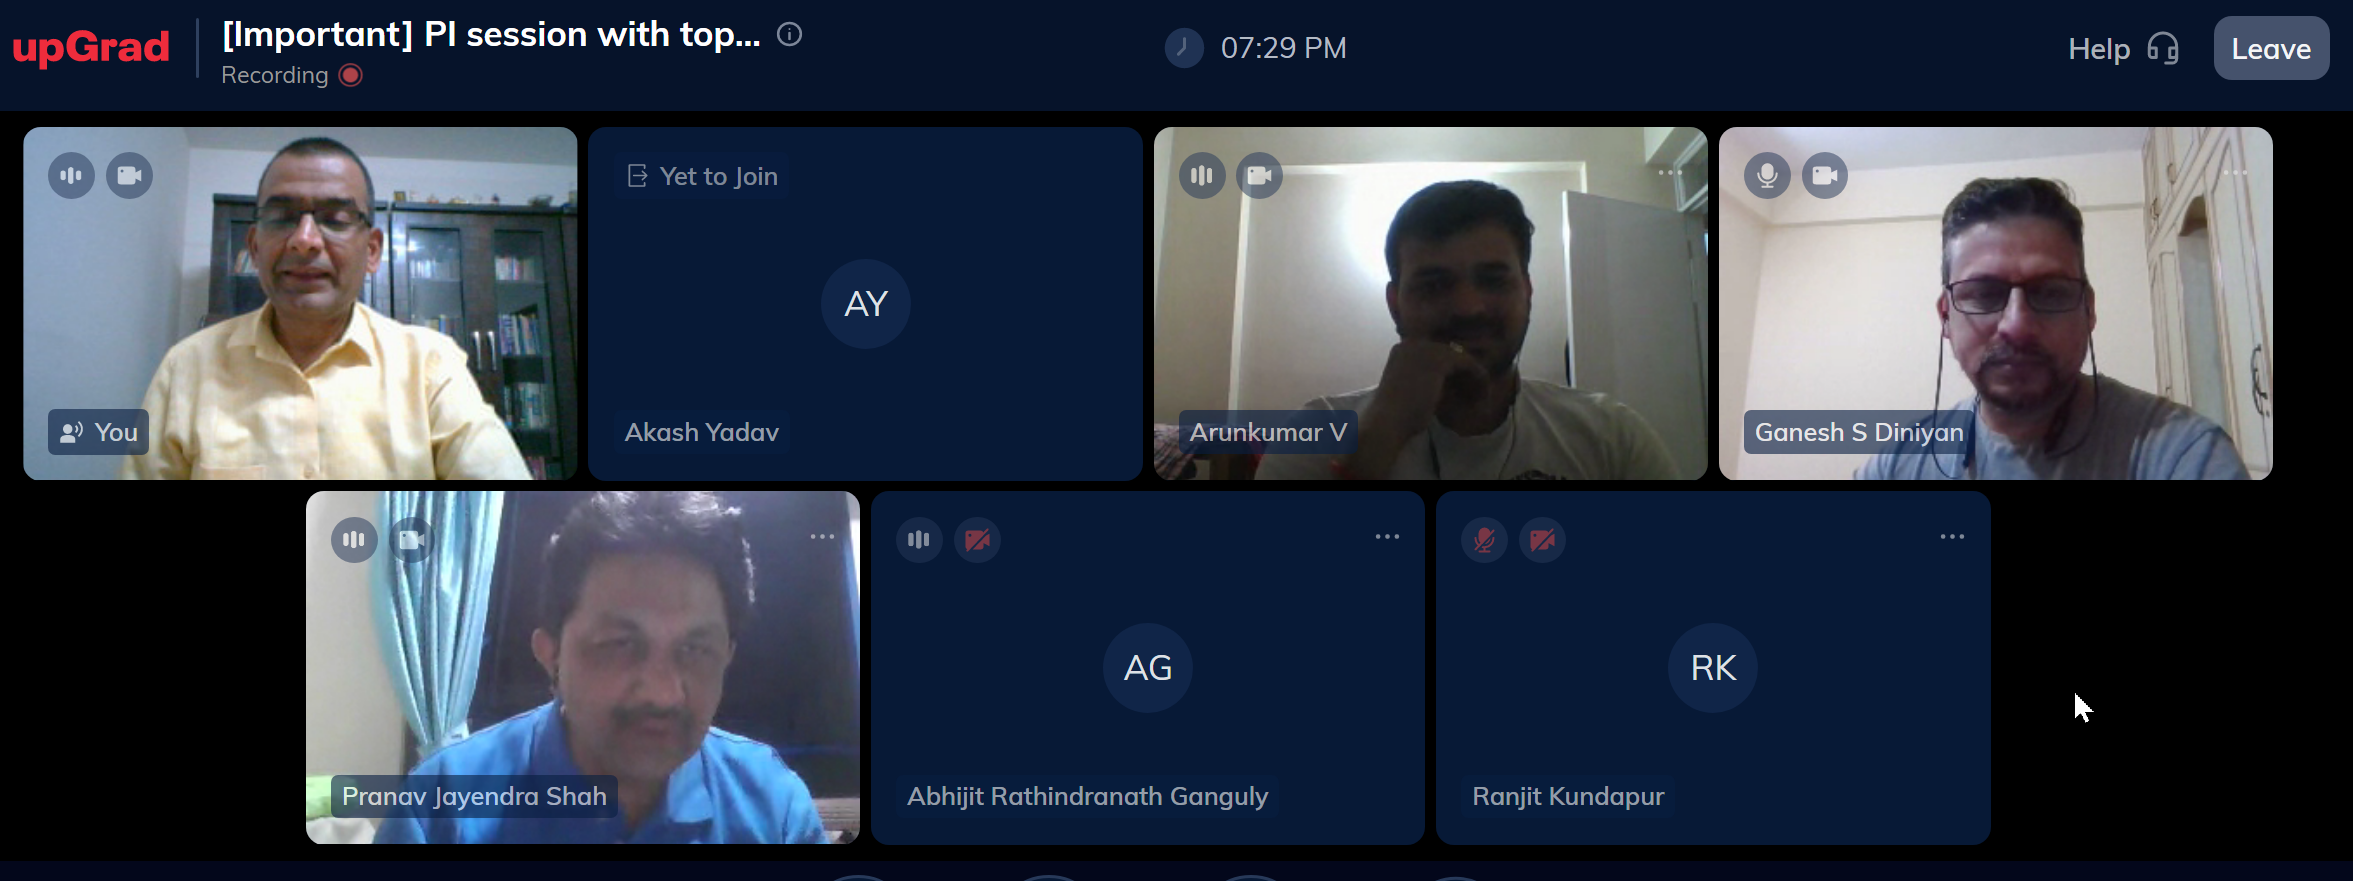 upGrad
[Important] PI session with top...
Recording
07:29 PM
Help
Leave
You
Yet to Join
AY
Akash Yadav
Arunkumar V
Ganesh S Diniyan
Pranav Jayendra Shah
AG
Abhijit Rathindranath Ganguly
RK
Ranjit Kundapur